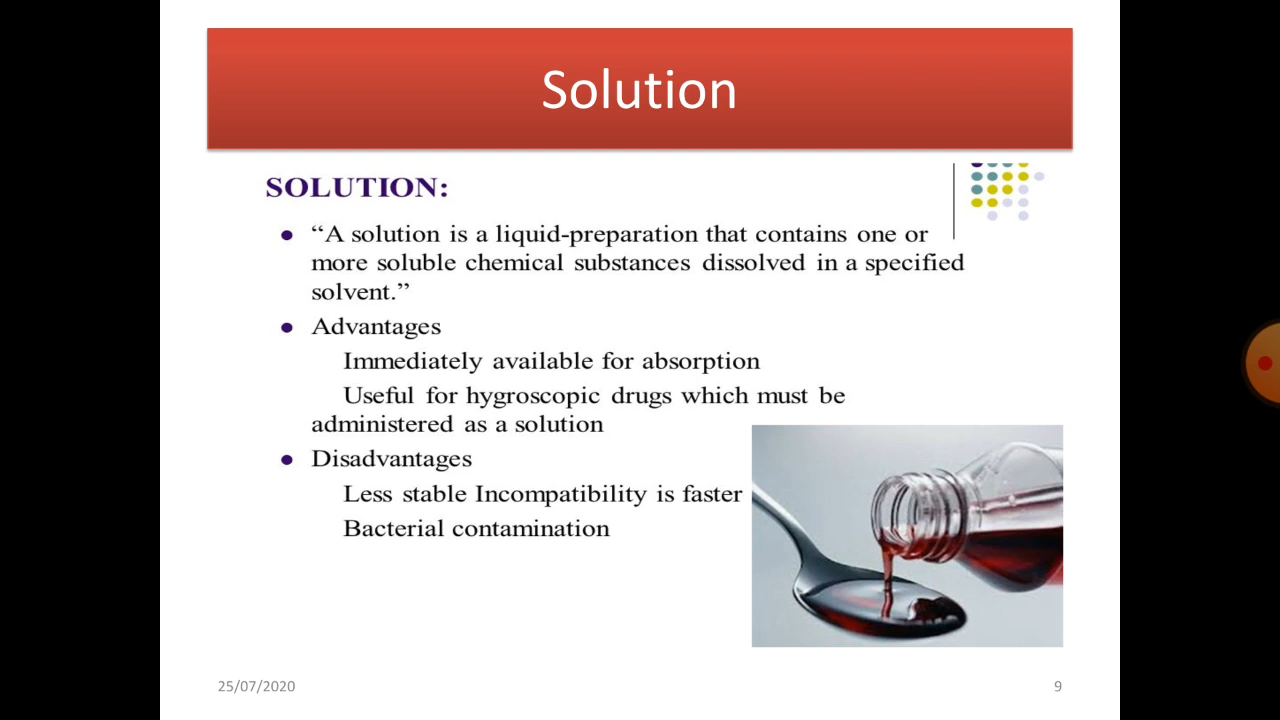 Solution
SOLUTION:
“A solution is a liquid-preparation that contains one or
more soluble chemical substances dissolved in a specified
solvent.”
Advantages
Immediately available for absorption
Useful for hygroscopic drugs which must be
administered as a solution
Disadvantages
Less stable Incompatibility is faster
Bacterial contamination
25/07/2020
9